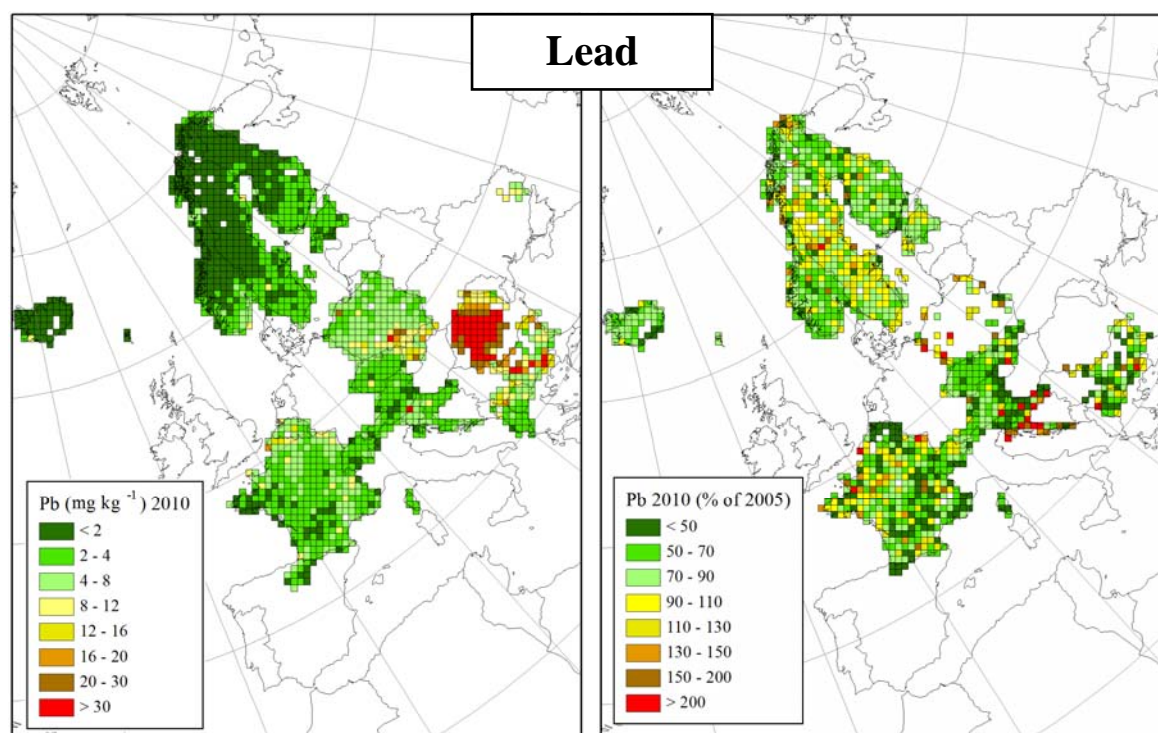 Lead
Pb (mg kg ⁻¹) 2010
< 2
2 - 4
4 - 8
8 - 12
12 - 16
16 - 20
20 - 30
> 30
Pb 2010 (% of 2005)
< 50
50 - 70
70 - 90
90 - 110
110 - 130
130 - 150
150 - 200
> 200